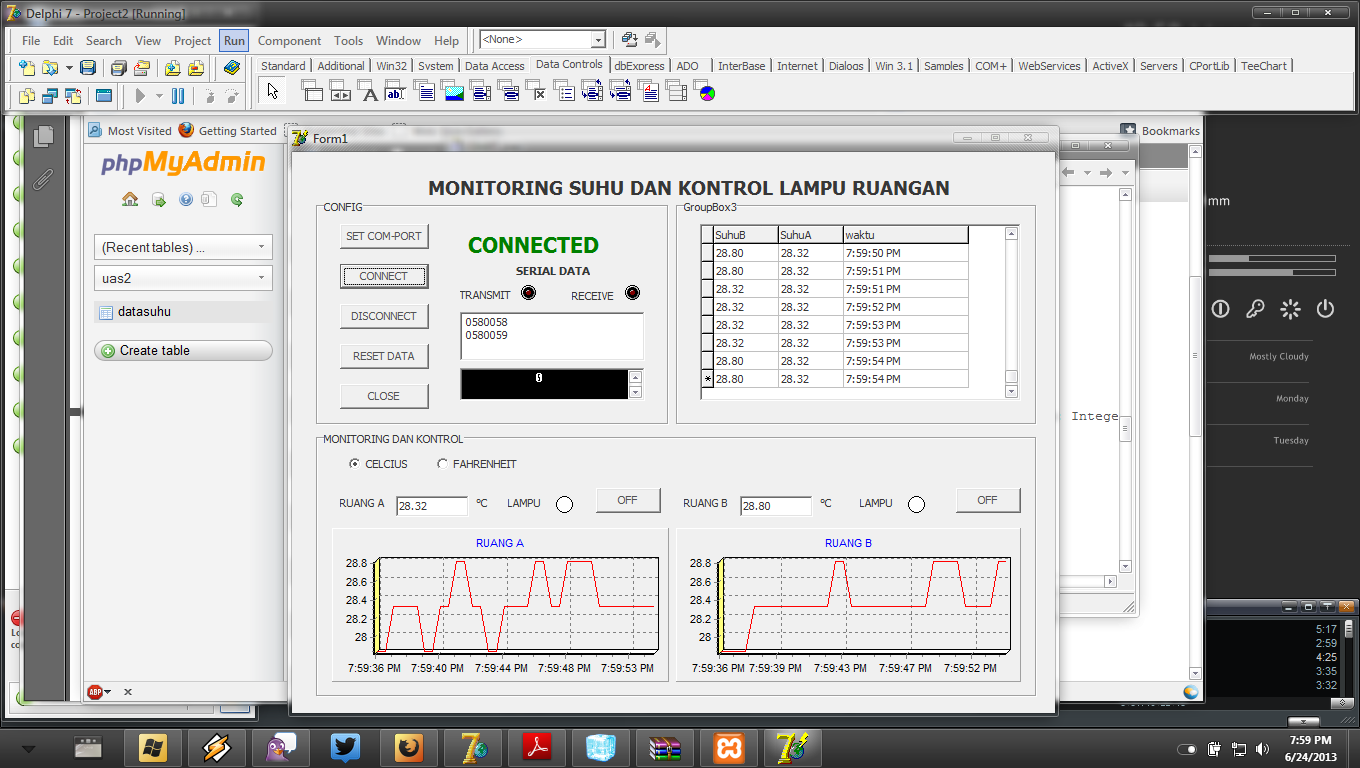 Delphi 7 - Project2 [Running]
File Edit Search View Project Run Component Tools Window Help <None>
Standard Additional Win32 System Data Access Data Controls dbExpress ADO InterBase Internet Dialogs Win 3.1 Samples COM+ WebServices ActiveX Servers CPortLib TeeChart
Most Visited Getting Started Bookmarks
phpMyAdmin
(Recent tables) ...
uas2
datasuhu
Create table
Form1
MONITORING SUHU DAN KONTROL LAMPU RUANGAN
CONFIG
SET COM-PORT
CONNECT
DISCONNECT
RESET DATA
CLOSE
CONNECTED
SERIAL DATA
TRANSMIT RECEIVE
0580058
0580059
0
GroupBox3
SuhuB SuhuA waktu
28.80 28.32 7:59:50 PM
28.80 28.32 7:59:51 PM
28.32 28.32 7:59:51 PM
28.32 28.32 7:59:52 PM
28.32 28.32 7:59:53 PM
28.32 28.32 7:59:53 PM
28.80 28.32 7:59:54 PM
* 28.80 28.32 7:59:54 PM
MONITORING DAN KONTROL
CELCIUS FAHRENHEIT
RUANG A 28.32 ºC LAMPU OFF
RUANG B 28.80 ºC LAMPU OFF
RUANG A
28.8
28.6
28.4
28.2
28
7:59:36 PM 7:59:40 PM 7:59:44 PM 7:59:48 PM 7:59:53 PM
RUANG B
28.8
28.6
28.4
28.2
28
7:59:36 PM 7:59:39 PM 7:59:43 PM 7:59:47 PM 7:59:52 PM
mm
Mostly Cloudy
Monday
Tuesday
Intege
5:17
2:59
4:25
3:35
3:32
ABP
7:59 PM
6/24/2013